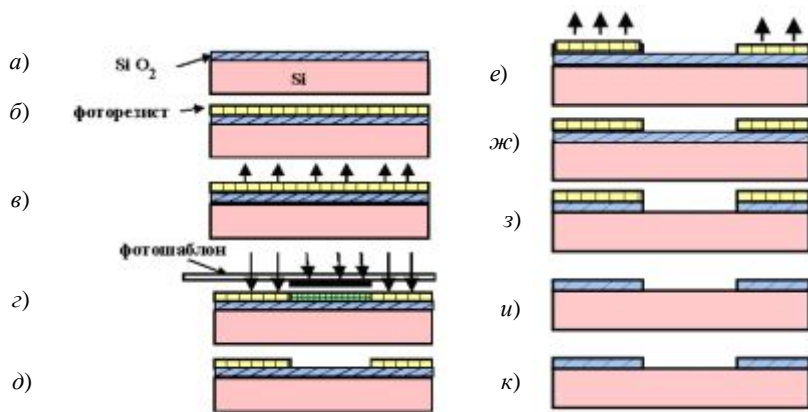 а)
Si O2
Si
б)
фоторезист
в)
фотошаблон
г)
д)
е)
ж)
з)
и)
к)